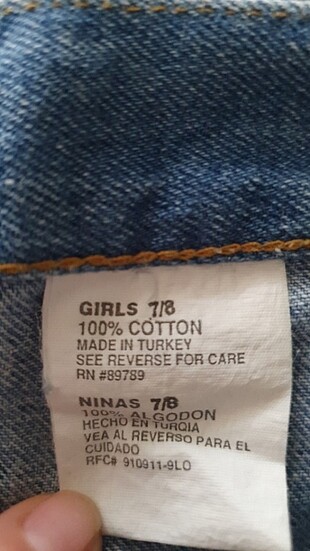 GIRLS 7/8
100% COTTON
MADE IN TURKEY
SEE REVERSE FOR CARE
RN #89789
NINAS 7/8
100% ALGODON
HECHO EN TURQIA
VEA AL REVERSO PARA EL
CUIDADO
RFC# 910911-9LO